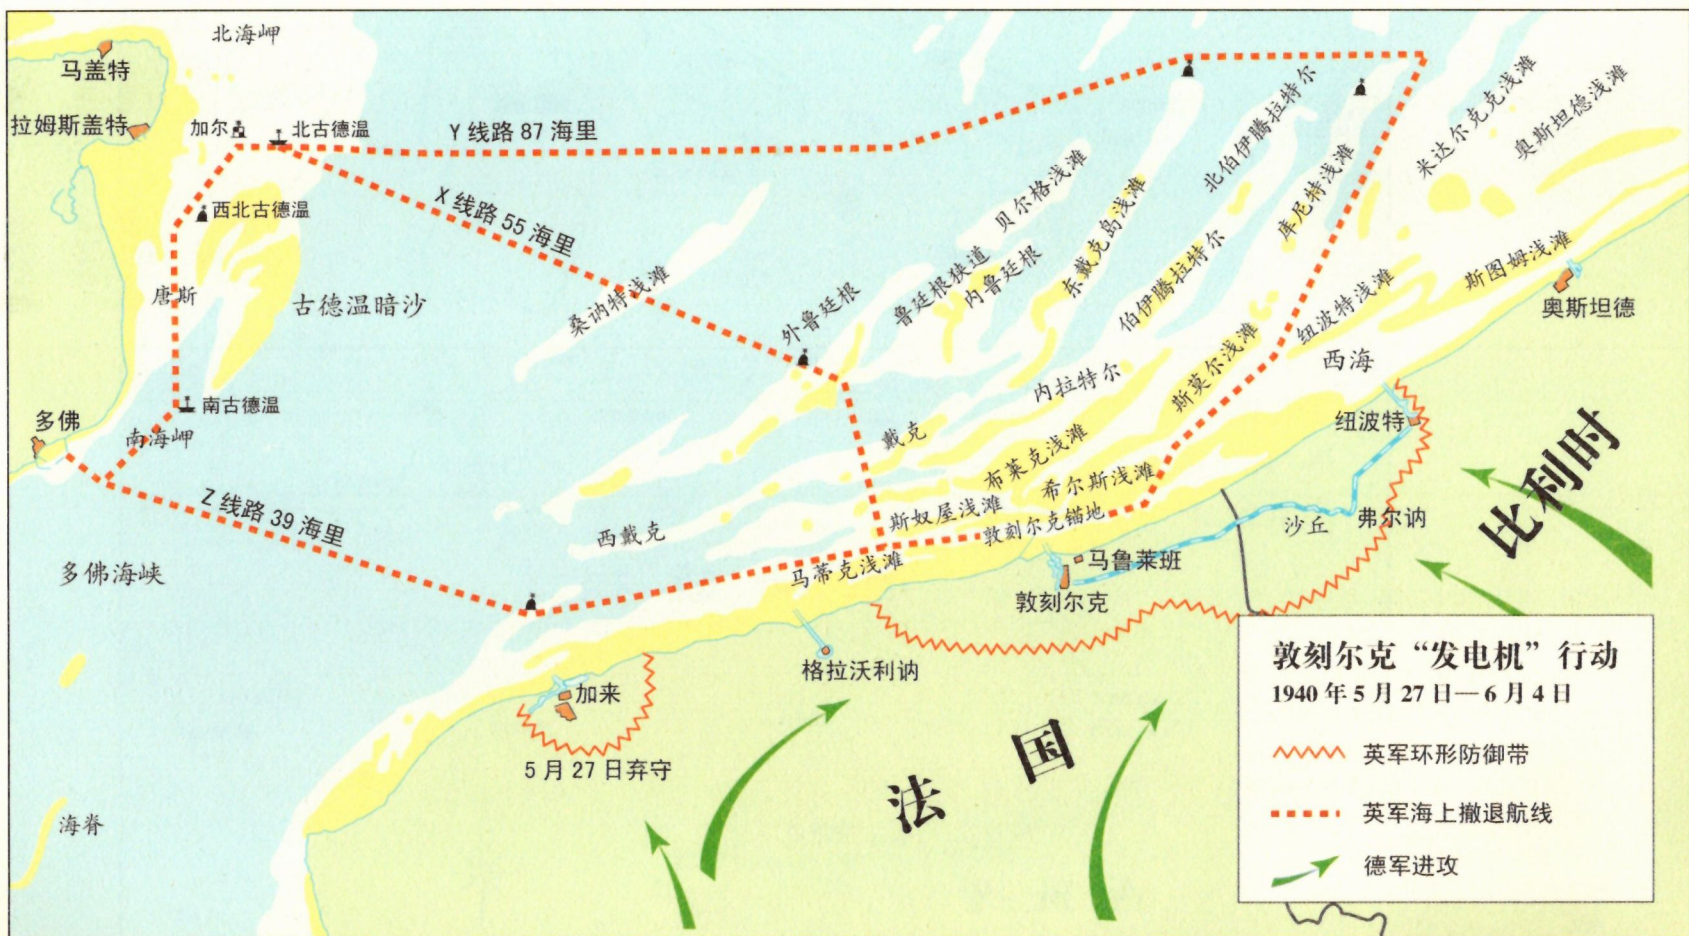 北海岬
马盖特
拉姆斯盖特
加尔
北古德温
Y 线路 87 海里
X 线路 55 海里
西北古德温
唐斯
古德温暗沙
南古德温
多佛
南海岬
Z 线路 39 海里
多佛海峡
海脊
桑讷特浅滩
外鲁廷根
鲁廷根狭道
内鲁廷根
贝尔格浅滩
东戴克岛浅滩
北伯伊腾拉特尔
伯伊腾拉特尔
库尼特浅滩
米达尔克浅滩
奥斯坦德浅滩
斯图姆浅滩
纽波特浅滩
奥斯坦德
西海
斯莫尔浅滩
内拉特尔
戴克
布莱克浅滩
希尔斯浅滩
斯奴屋浅滩
敦刻尔克锚地
西戴克
马蒂克浅滩
纽波特
弗尔讷
沙丘
马鲁莱班
敦刻尔克
格拉沃利讷
加来
5 月 27 日弃守
比利时
法国
敦刻尔克“发电机”行动
1940 年 5 月 27 日— 6 月 4 日
英军环形防御带
英军海上撤退航线
德军进攻